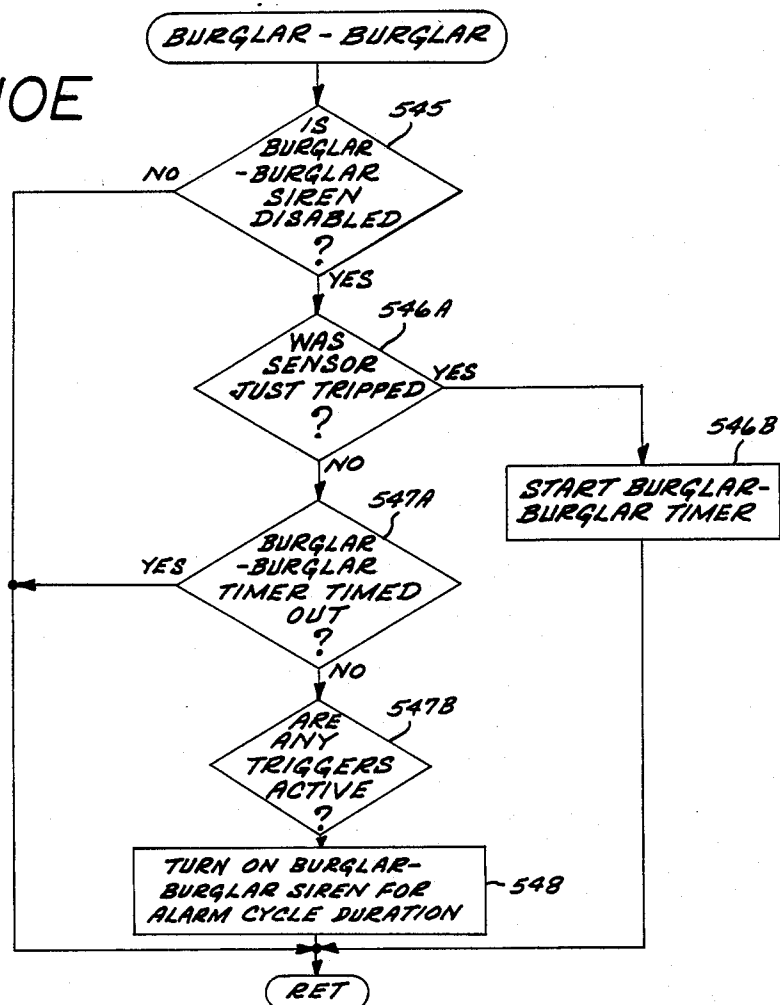 BURGLAR - BURGLAR
10E
545
IS
BURGLAR
-BURGLAR
SIREN
DISABLED
?
NO
YES
546A
WAS
SENSOR
JUST TRIPPED
?
YES
NO
546B
START BURGLAR-
BURGLAR TIMER
547A
BURGLAR
-BURGLAR
TIMER TIMED
OUT
?
YES
NO
547B
ARE
ANY
TRIGGERS
ACTIVE
?
TURN ON BURGLAR-
BURGLAR SIREN FOR
ALARM CYCLE DURATION
548
RET